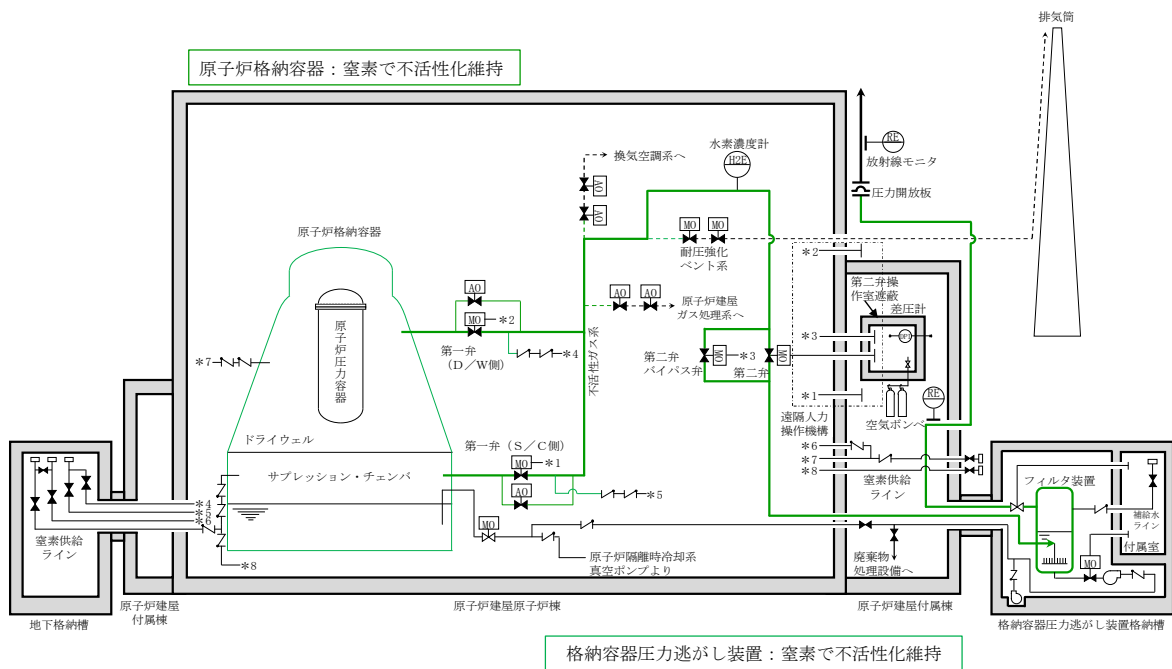 排気筒
原子炉格納容器：窒素で不活性化維持
水素濃度計
H2E
RE
放射線モニタ
換気空調系へ
AO
AO
圧力開放板
原子炉格納容器
MO
MO
耐圧強化
ベント系
＊2
第二弁操
作室遮蔽
差圧計
AO
AO
AO
原子炉建屋
ガス処理系へ
MO
＊2
原子炉圧力容器
＊3
DPI
第一弁
（D／W側）
＊4
不活性ガス系
第二弁
バイパス弁
MO
＊3
第二弁
MO
＊7
＊1
RE
空気ボンベ
遠隔人力
操作機構
ドライウェル
第一弁（S／C側）
＊6
MO
＊1
＊7
＊8
サプレッション・チェンバ
AO
窒素供給
ライン
フィルタ装置
＊5
＊4
＊5
＊6
補給水
ライン
MO
窒素供給
ライン
付属室
原子炉隔離時冷却系
真空ポンプより
廃棄物
処理設備へ
MO
＊8
原子炉建屋
付属棟
原子炉建屋原子炉棟
原子炉建屋付属棟
地下格納槽
格納容器圧力逃がし装置格納槽
格納容器圧力逃がし装置：窒素で不活性化維持